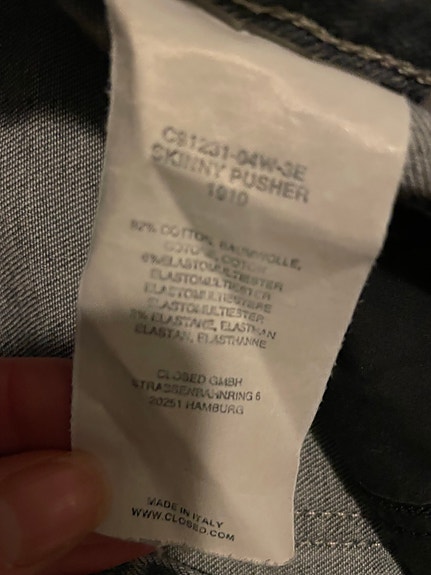 C91231-04W-3E
SKINNY PUSHER
1010
92% COTTON, BAUMWOLLE,
COTONE, COTON
6%ELASTOMULTIESTER
ELASTOMULTIESTER
ELASTOMULTIESTERE
ELASTOMULTIESTER
2% ELASTANE, ELASTHAN
ELASTAN, ELASTHANNE
CLOSED GMBH
STRASSENBAHNRING 6
20251 HAMBURG
MADE IN ITALY
WWW.CLOSED.COM